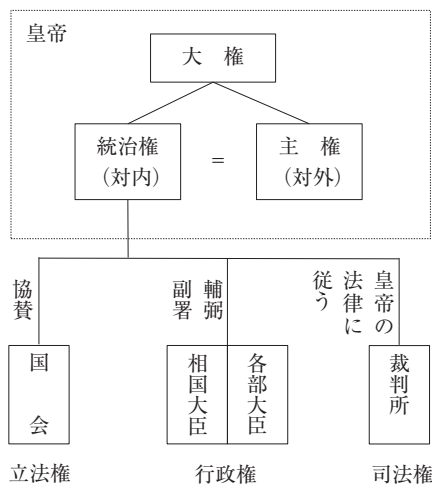 皇帝
大　権
統治権
（対内）
＝
主　権
（対外）
協賛
輔弼
副署
皇帝の
法律に
従う
国　会
相国大臣
各部大臣
裁判所
立法権
行政権
司法権